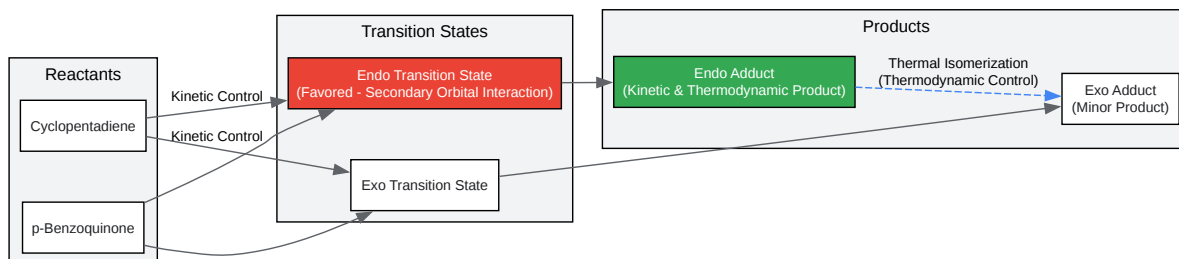 Reactants
Cyclopentadiene
p-Benzoquinone
Kinetic Control
Kinetic Control
Transition States
Endo Transition State
(Favored - Secondary Orbital Interaction)
Exo Transition State
Products
Endo Adduct
(Kinetic & Thermodynamic Product)
Thermal Isomerization
(Thermodynamic Control)
Exo Adduct
(Minor Product)